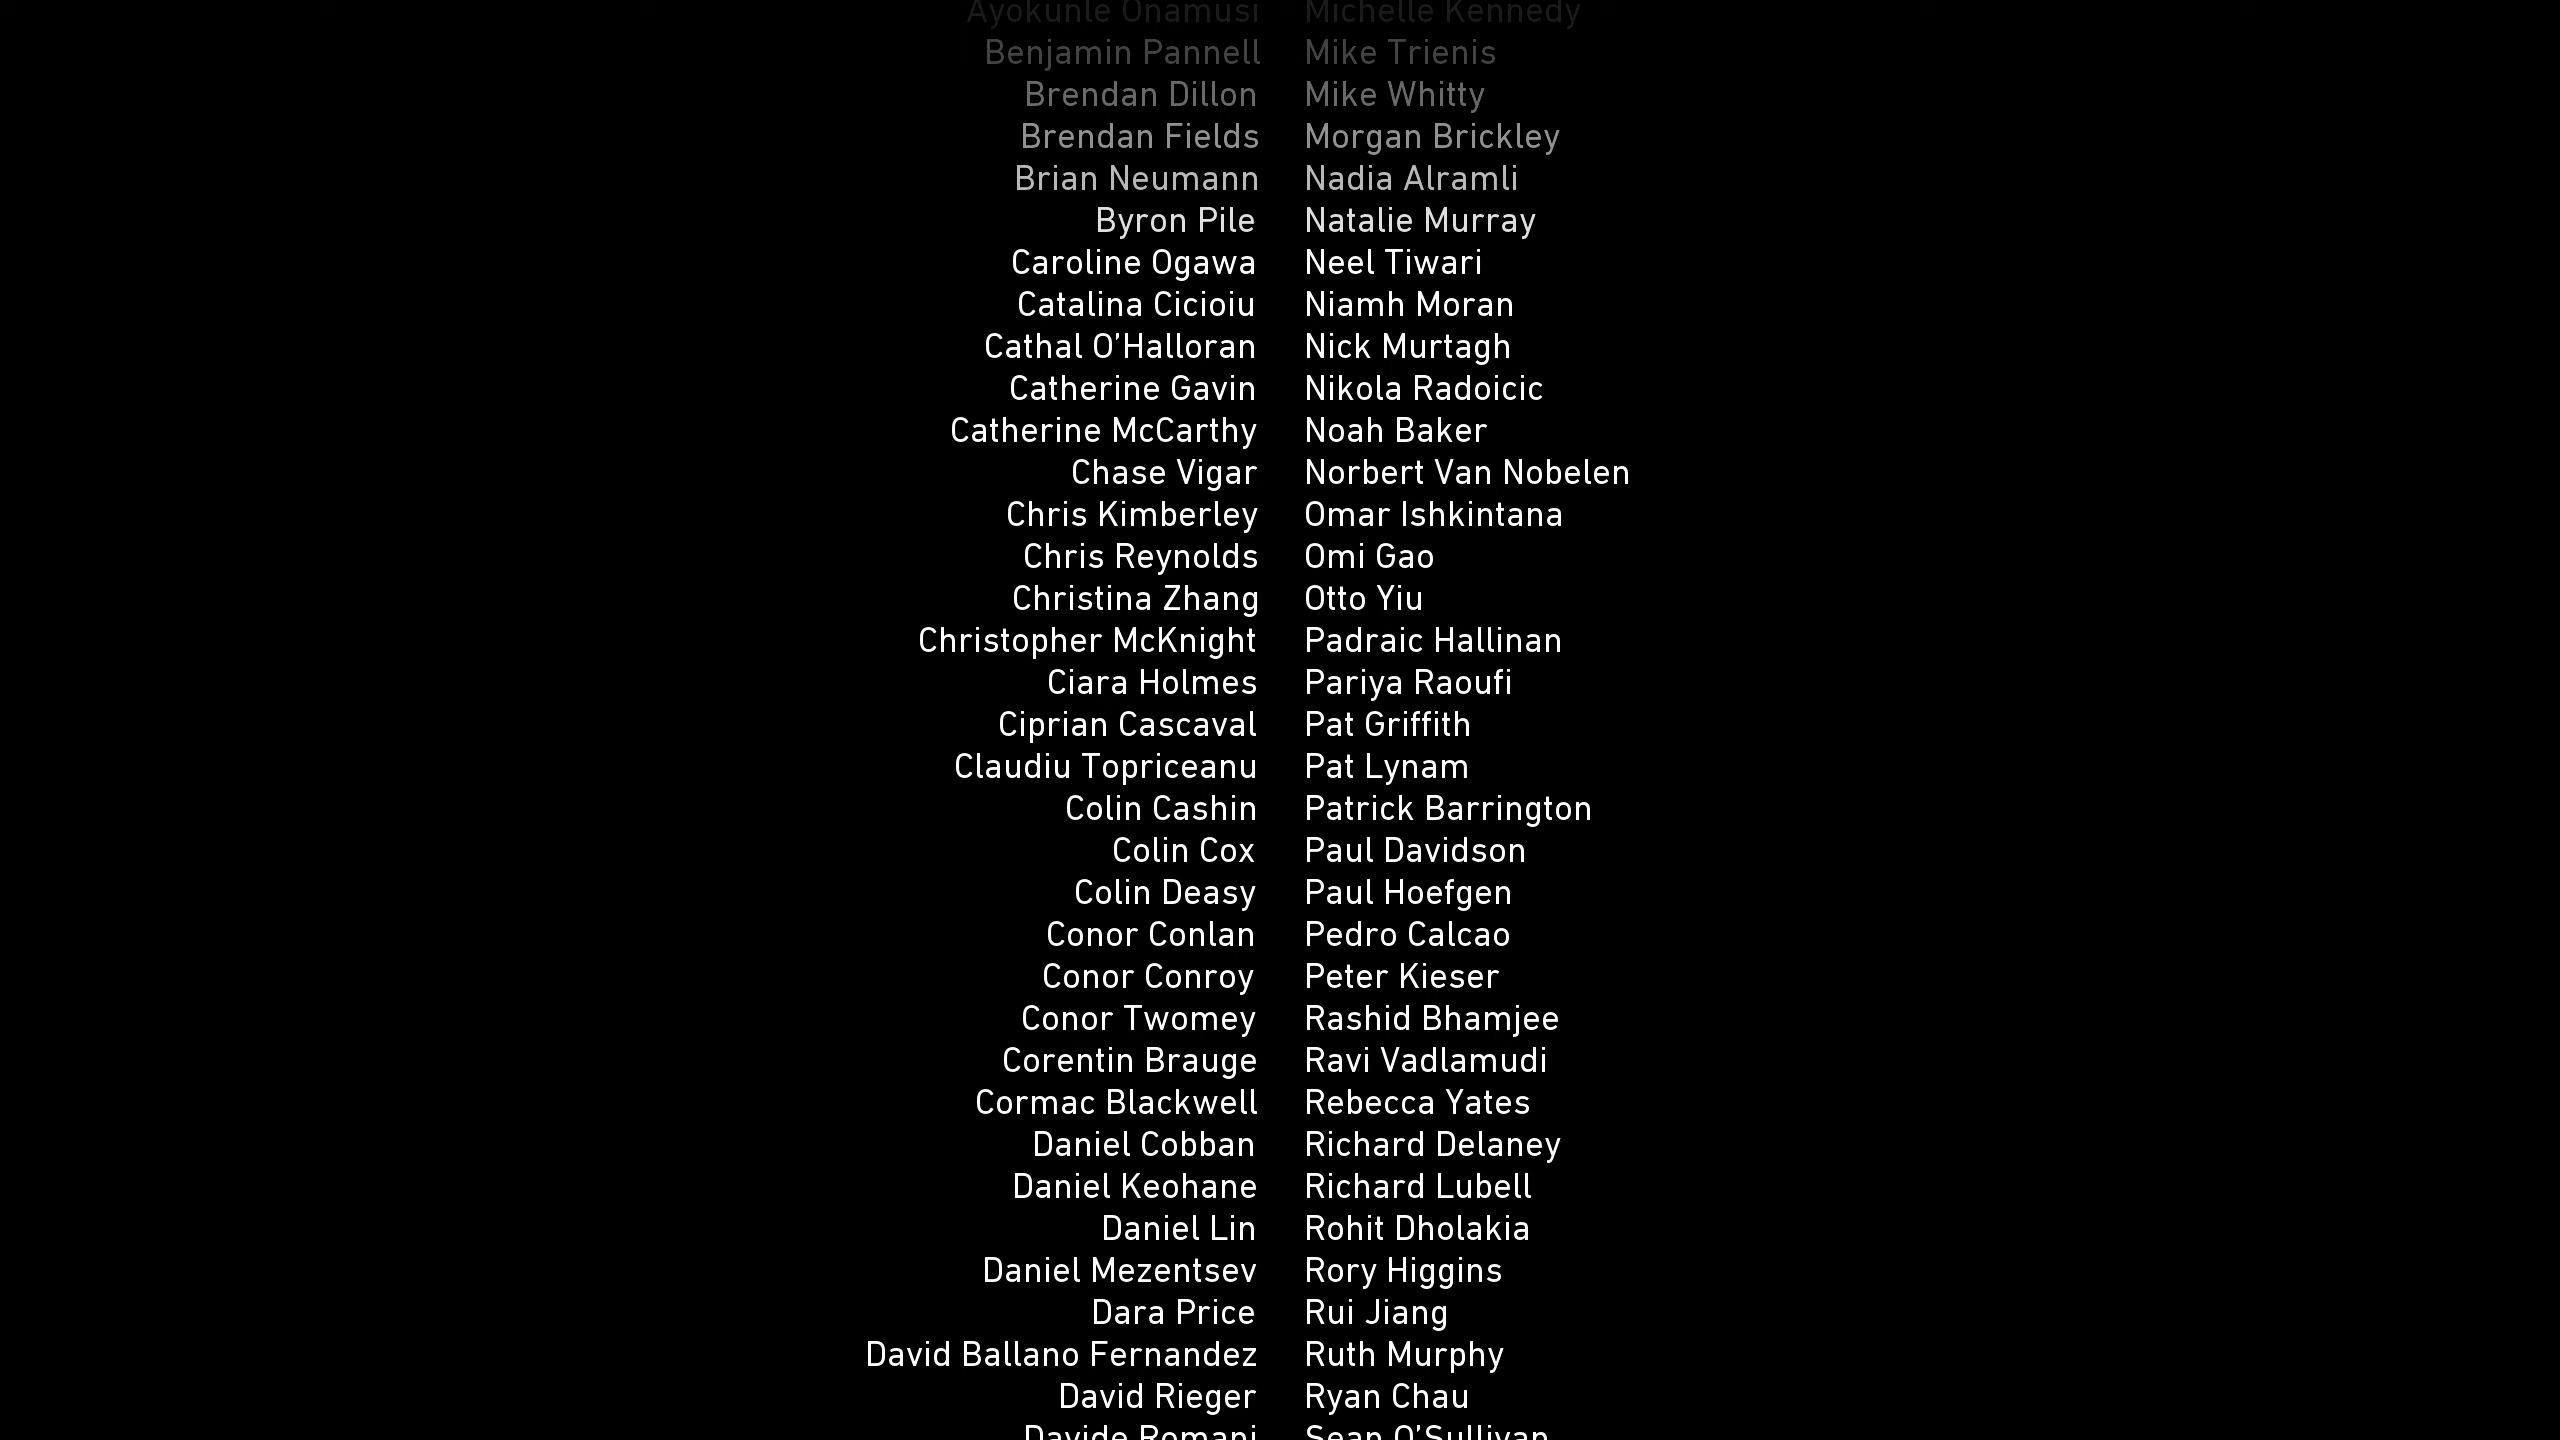 Ayokunle Onamusi Michelle Kennedy
Benjamin Pannell Mike Trienis
Brendan Dillon Mike Whitty
Brendan Fields Morgan Brickley
Brian Neumann Nadia Alramli
Byron Pile Natalie Murray
Caroline Ogawa Neel Tiwari
Catalina Cicioiu Niamh Moran
Cathal O’Halloran Nick Murtagh
Catherine Gavin Nikola Radoicic
Catherine McCarthy Noah Baker
Chase Vigar Norbert Van Nobelen
Chris Kimberley Omar Ishkintana
Chris Reynolds Omi Gao
Christina Zhang Otto Yiu
Christopher McKnight Padraic Hallinan
Ciara Holmes Pariya Raoufi
Ciprian Cascaval Pat Griffith
Claudiu Topriceanu Pat Lynam
Colin Cashin Patrick Barrington
Colin Cox Paul Davidson
Colin Deasy Paul Hoefgen
Conor Conlan Pedro Calcao
Conor Conroy Peter Kieser
Conor Twomey Rashid Bhamjee
Corentin Brauge Ravi Vadlamudi
Cormac Blackwell Rebecca Yates
Daniel Cobban Richard Delaney
Daniel Keohane Richard Lubell
Daniel Lin Rohit Dholakia
Daniel Mezentsev Rory Higgins
Dara Price Rui Jiang
David Ballano Fernandez Ruth Murphy
David Rieger Ryan Chau
Davide Romani Sean O’Sullivan